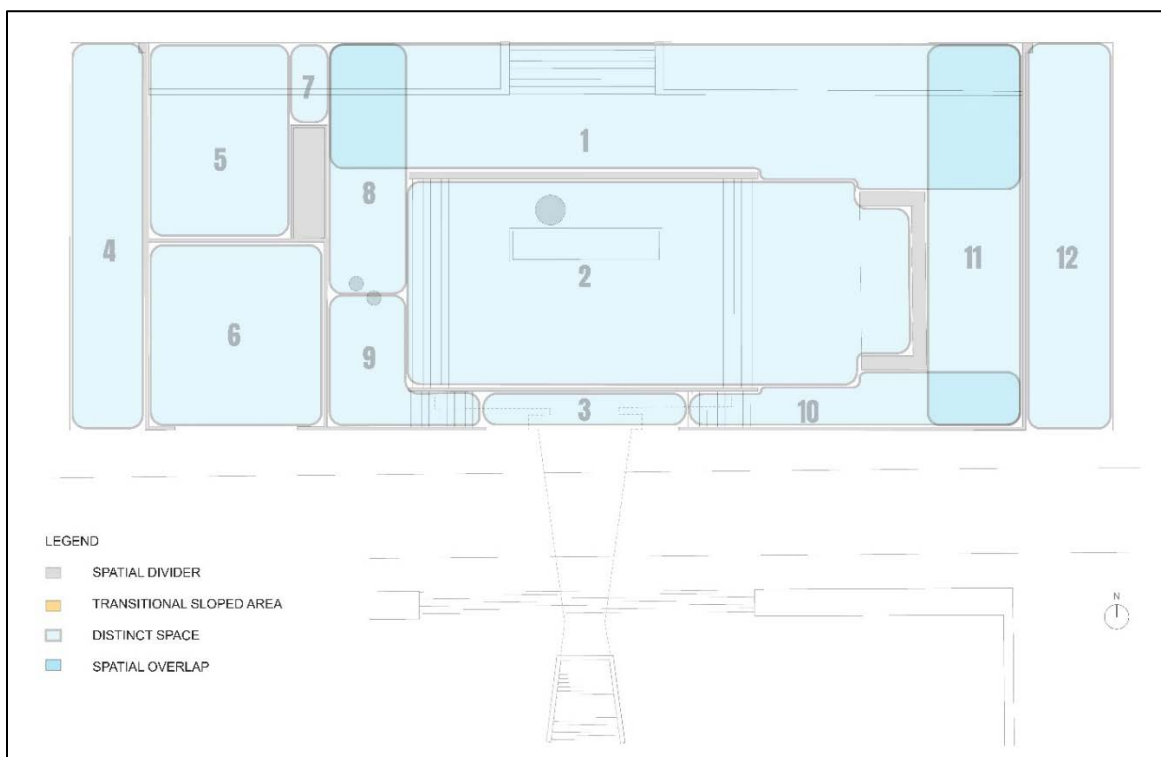 7
1
5
8
4
11
12
2
6
9
3
10
LEGEND
SPATIAL DIVIDER
TRANSITIONAL SLOPED AREA
N
DISTINCT SPACE
SPATIAL OVERLAP